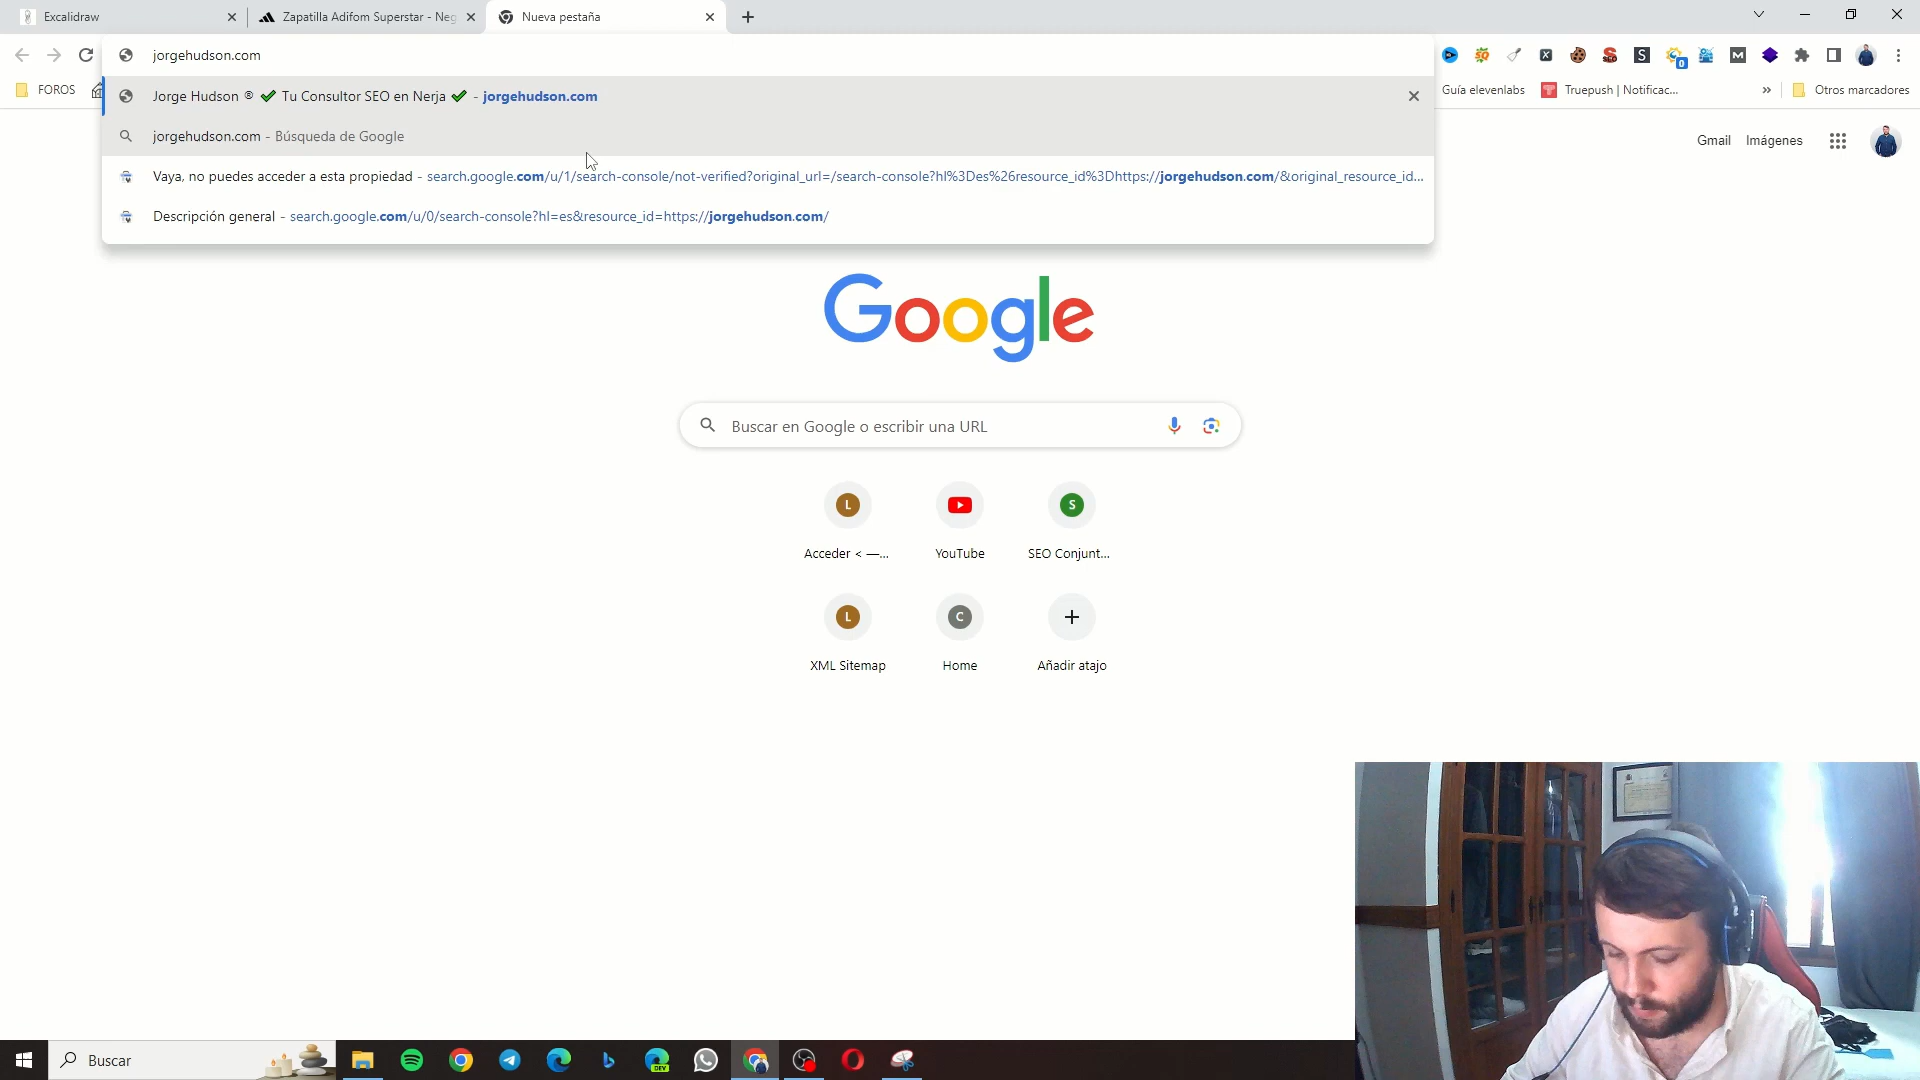 Excalidraw
Zapatilla Adifom Superstar - Neg
Nueva pestaña
jorgehudson.com
FOROS
Guía elevenlabs
Truepush | Notificac...
Otros marcadores
Jorge Hudson ® ✔ Tu Consultor SEO en Nerja ✔ - jorgehudson.com
jorgehudson.com - Búsqueda de Google
Vaya, no puedes acceder a esta propiedad - search.google.com/u/1/search-console/not-verified?original_url=/search-console?hl%3Des%26resource_id%3Dhttps://jorgehudson.com/&original_resource_id...
Descripción general - search.google.com/u/0/search-console?hl=es&resource_id=https://jorgehudson.com/
Gmail Imágenes
Google
Buscar en Google o escribir una URL
L
S
Acceder < —...
YouTube
SEO Conjunt...
L
C
XML Sitemap
Home
Añadir atajo
Buscar
DEV